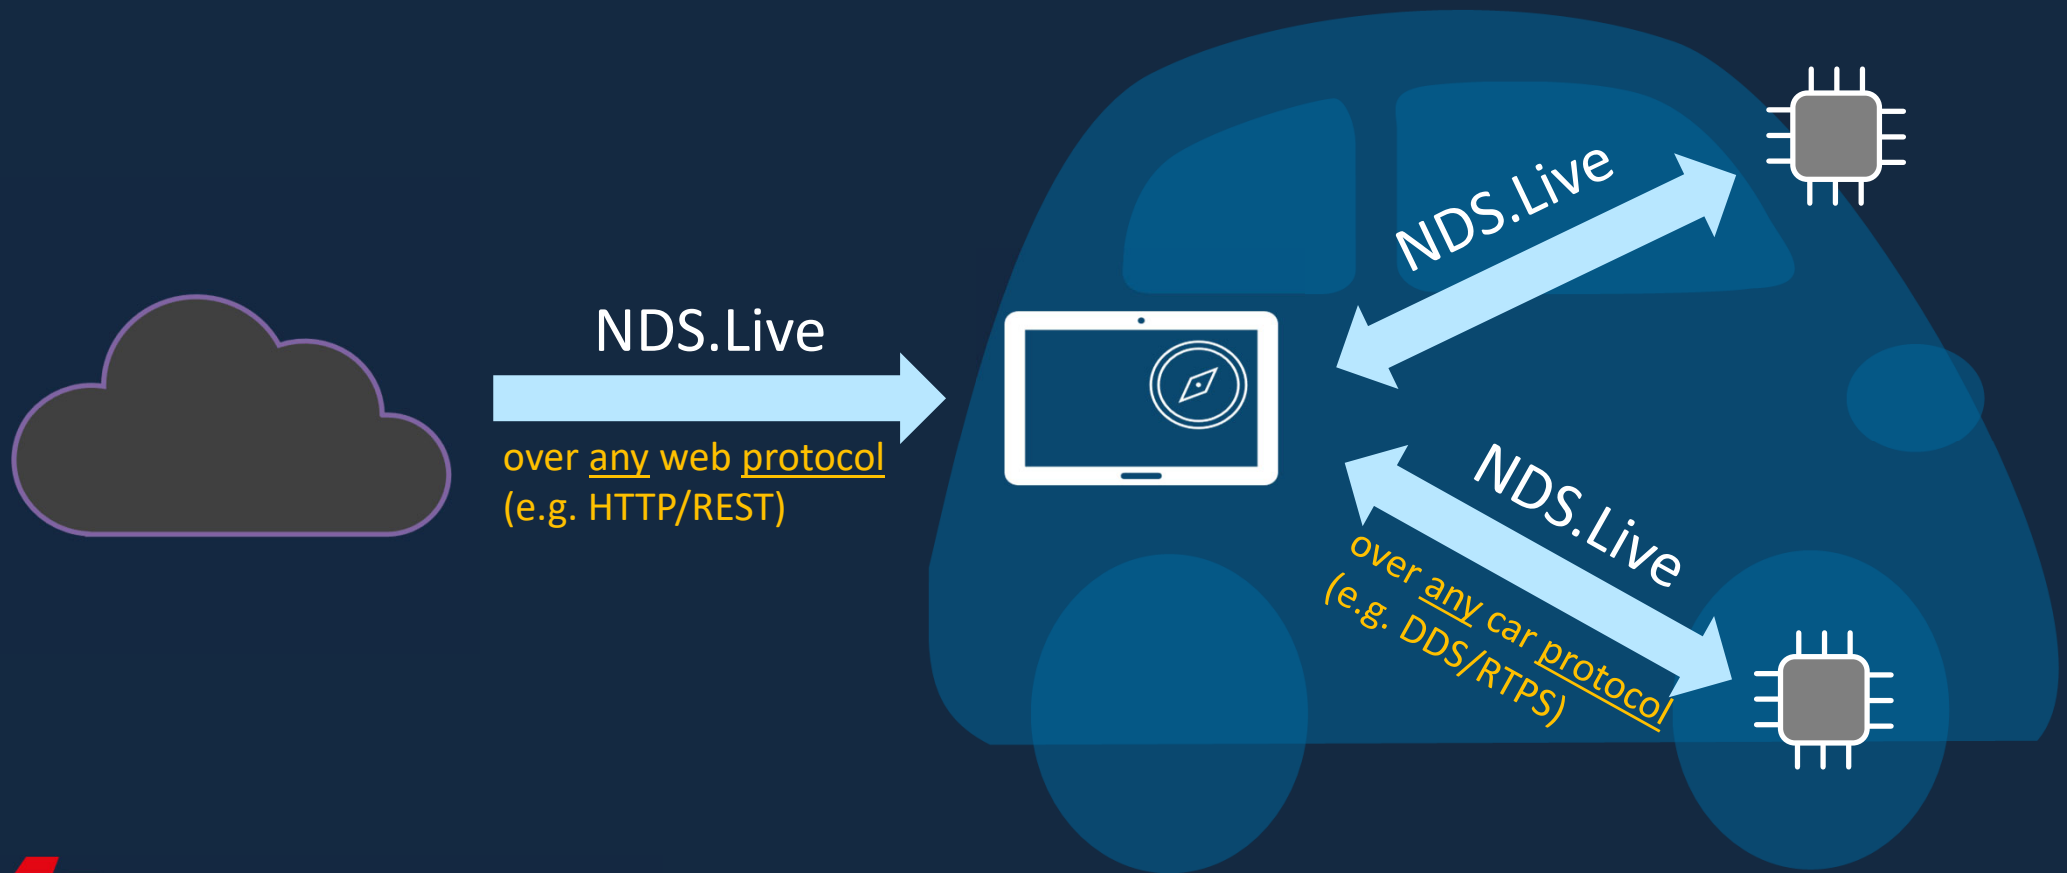 NDS.Live
over any web protocol
(e.g. HTTP/REST)
NDS.Live
NDS.Live
over any car protocol
(e.g. DDS/RTPS)